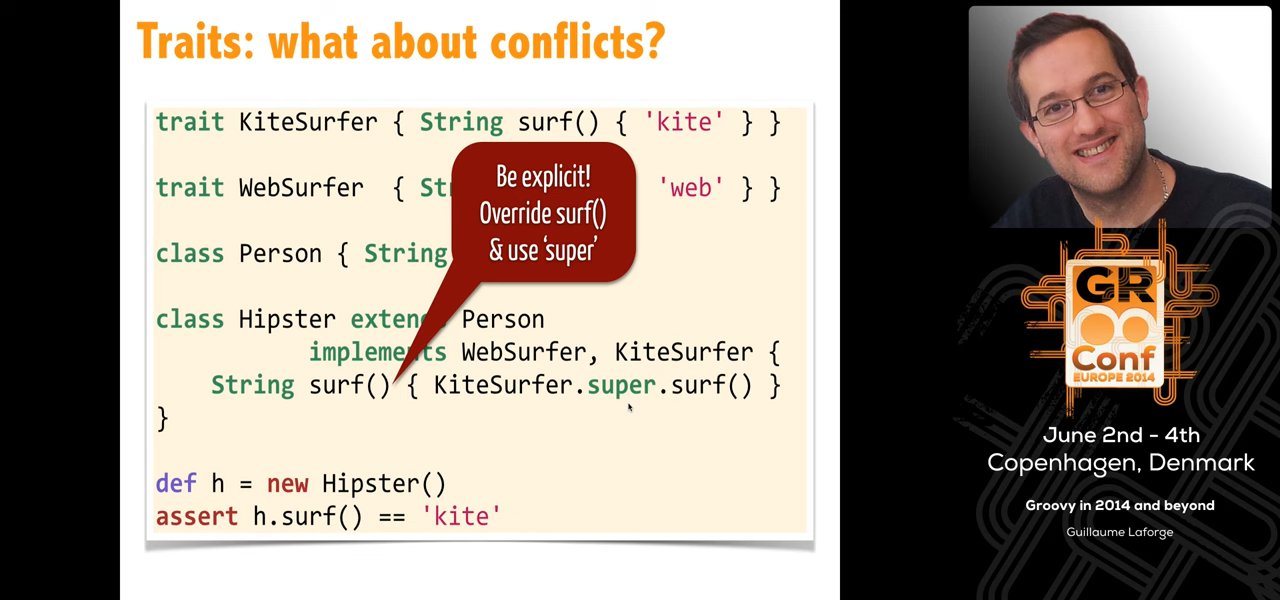 Traits: what about conflicts?
trait KiteSurfer { String surf() { 'kite' } }
trait WebSurfer { St 'web' } }
class Person { String
class Hipster exten Person
implements WebSurfer, KiteSurfer {
String surf() { KiteSurfer.super.surf() }
}
def h = new Hipster()
assert h.surf() == 'kite'
Be explicit!
Override surf()
& use ‘super’
GR
Conf
EUROPE 2014
June 2nd - 4th
Copenhagen, Denmark
Groovy in 2014 and beyond
Guillaume Laforge